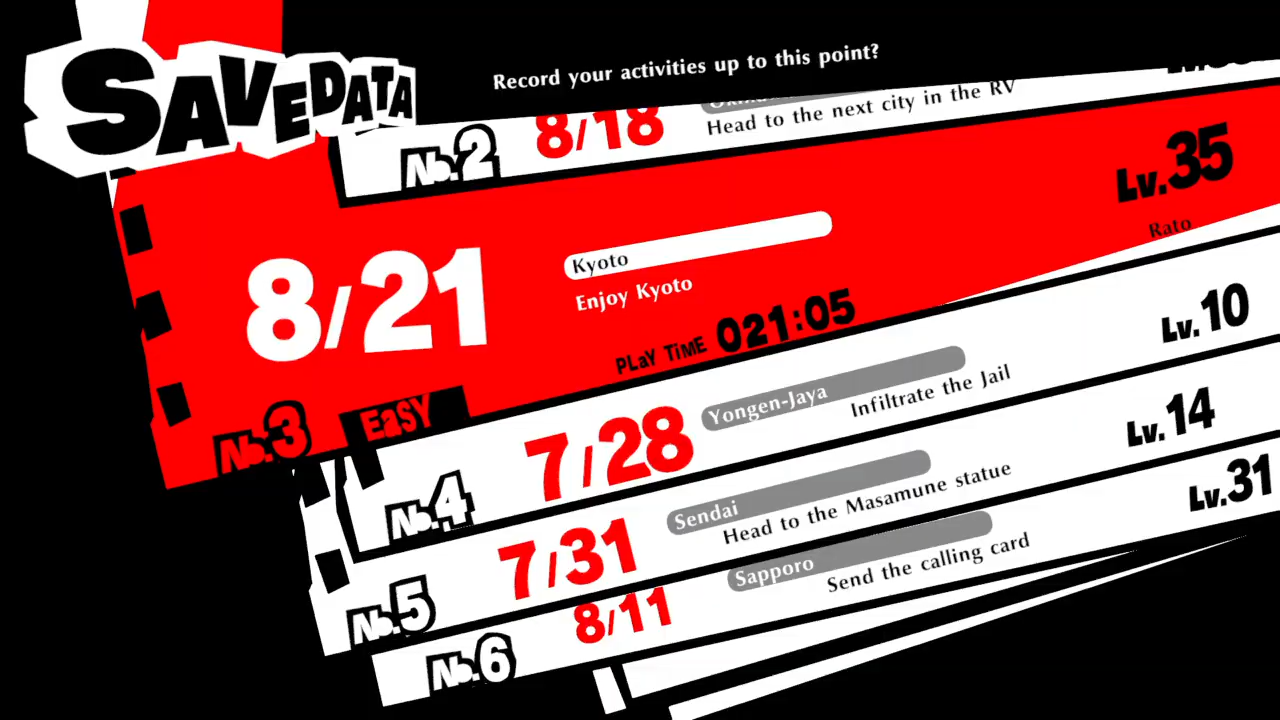 SAVEDATA
Record your activities up to this point?
No.2
8/18
Head to the next city in the RV
8/21
Kyoto
Enjoy Kyoto
Lv.35
Rato
PLaY TiME 021:05
No.3
EaSY
No.4
7/28
Yongen-Jaya
Infiltrate the Jail
Lv.10
No.5
7/31
Sendai
Head to the Masamune statue
Lv.14
No.6
8/11
Sapporo
Send the calling card
Lv.31